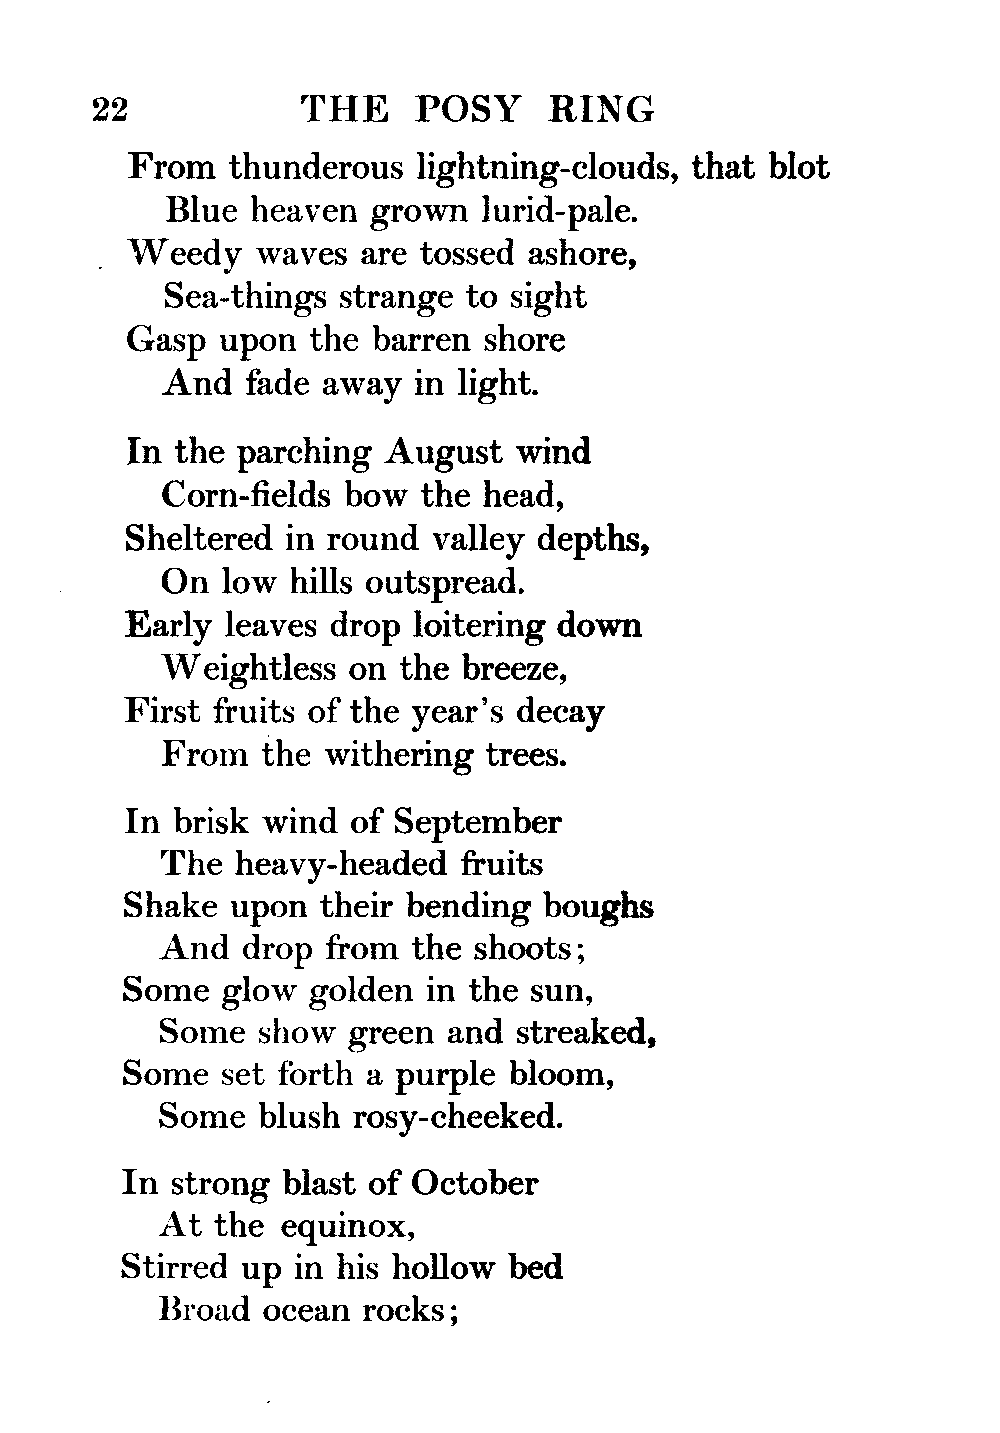 22 THE POSY RING
From thunderous lightning-clouds, that blot
Blue heaven grown lurid-pale.
Weedy waves are tossed ashore,
Sea-things strange to sight
Gasp upon the barren shore
And fade away in light.
In the parching August wind
Corn-fields bow the head,
Sheltered in round valley depths,
On low hills outspread.
Early leaves drop loitering down
Weightless on the breeze,
First fruits of the year's decay
From the withering trees.
In brisk wind of September
The heavy-headed fruits
Shake upon their bending boughs
And drop from the shoots;
Some glow golden in the sun,
Some show green and streaked,
Some set forth a purple bloom,
Some blush rosy-cheeked.
In strong blast of October
At the equinox,
Stirred up in his hollow bed
Broad ocean rocks;